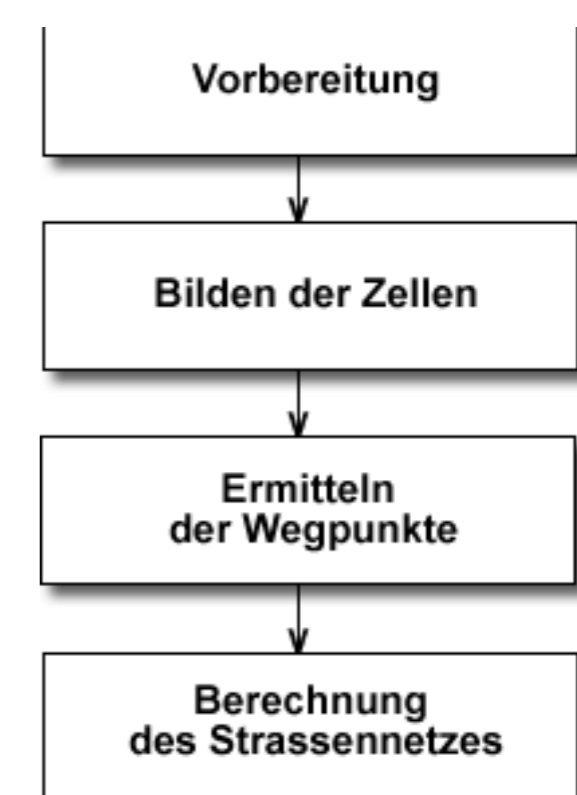 Vorbereitung
Bilden der Zellen
Ermitteln
der Wegpunkte
Berechnung
des Strassennetzes